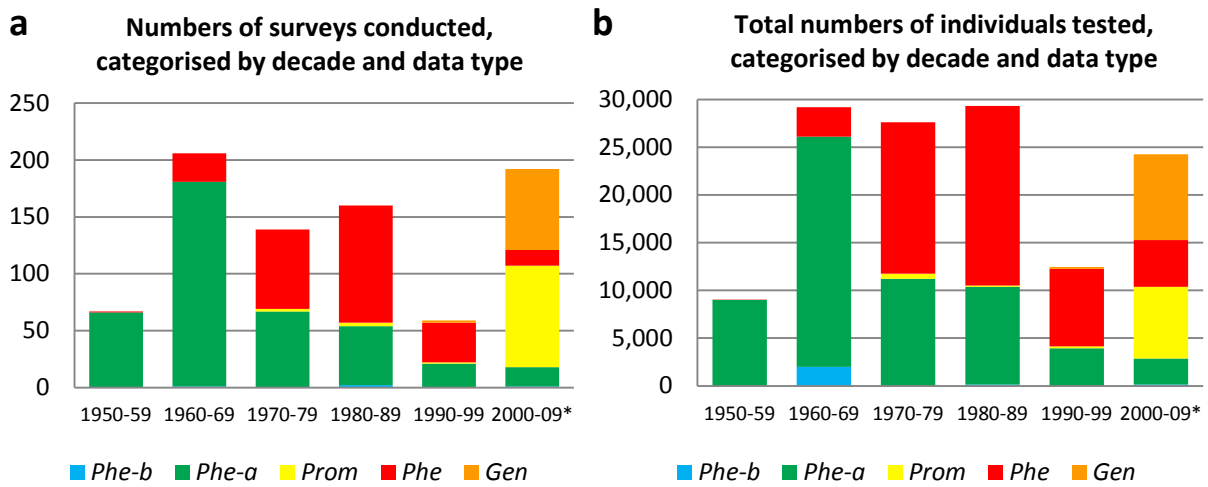 a
Numbers of surveys conducted,
categorised by decade and data type
250
200
150
100
50
0
1950-59 1960-69 1970-79 1980-89 1990-99 2000-09*
Phe-b Phe-a Prom Phe Gen
b
Total numbers of individuals tested,
categorised by decade and data type
30,000
25,000
20,000
15,000
10,000
5,000
0
1950-59 1960-69 1970-79 1980-89 1990-99 2000-09*
Phe-b Phe-a Prom Phe Gen